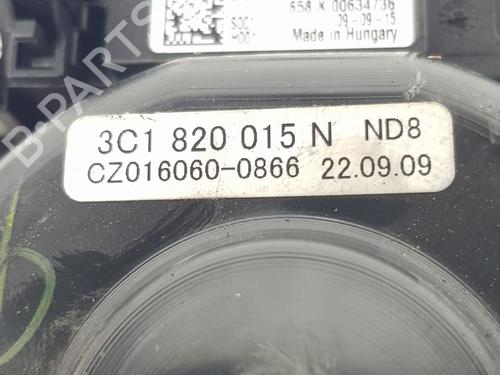 658 K 00634736
09-09-15
Made in Hungary
3C1 820 015 N ND8
CZ016060-0866 22.09.09
B-PARTS